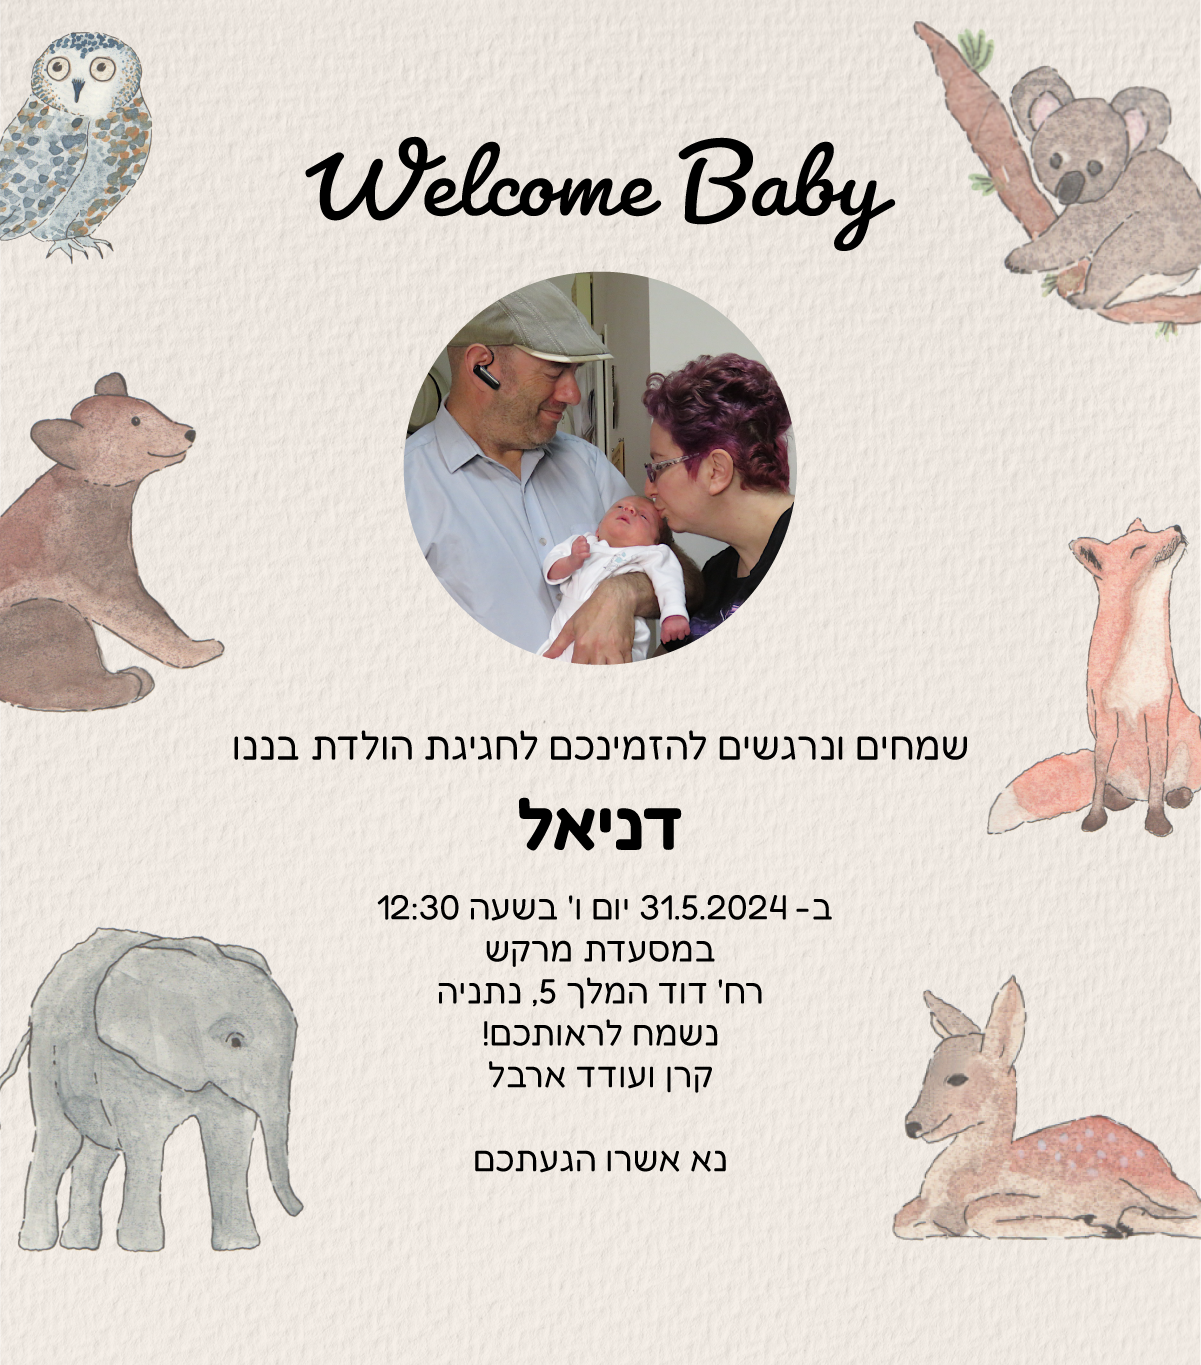 Welcome Baby
שמחים ונרגשים להזמינכם לחגיגת הולדת בננו
דניאל
ב- 31.5.2024 יום ו' בשעה 12:30
במסעדת מרקש
רח' דוד המלך 5, נתניה
נשמח לראותכם!
קרן ועודד ארבל
נא אשרו הגעתכם